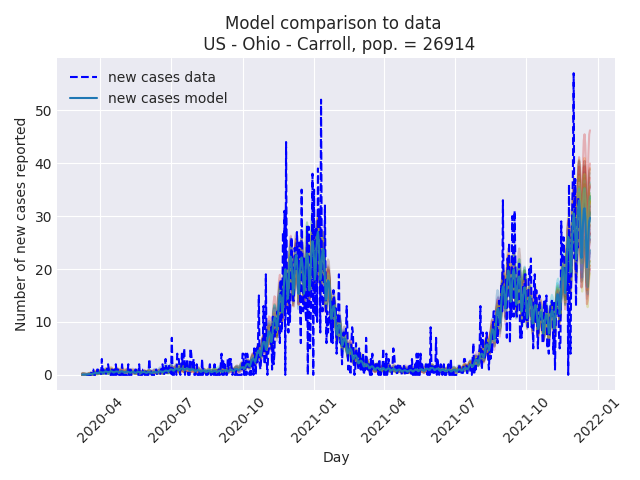 Model comparison to data
US - Ohio - Carroll, pop. = 26914
new cases data
new cases model
Number of new cases reported
50
40
30
20
10
0
2020-04
2020-07
2020-10
2021-01
2021-04
2021-07
2021-10
2022-01
Day